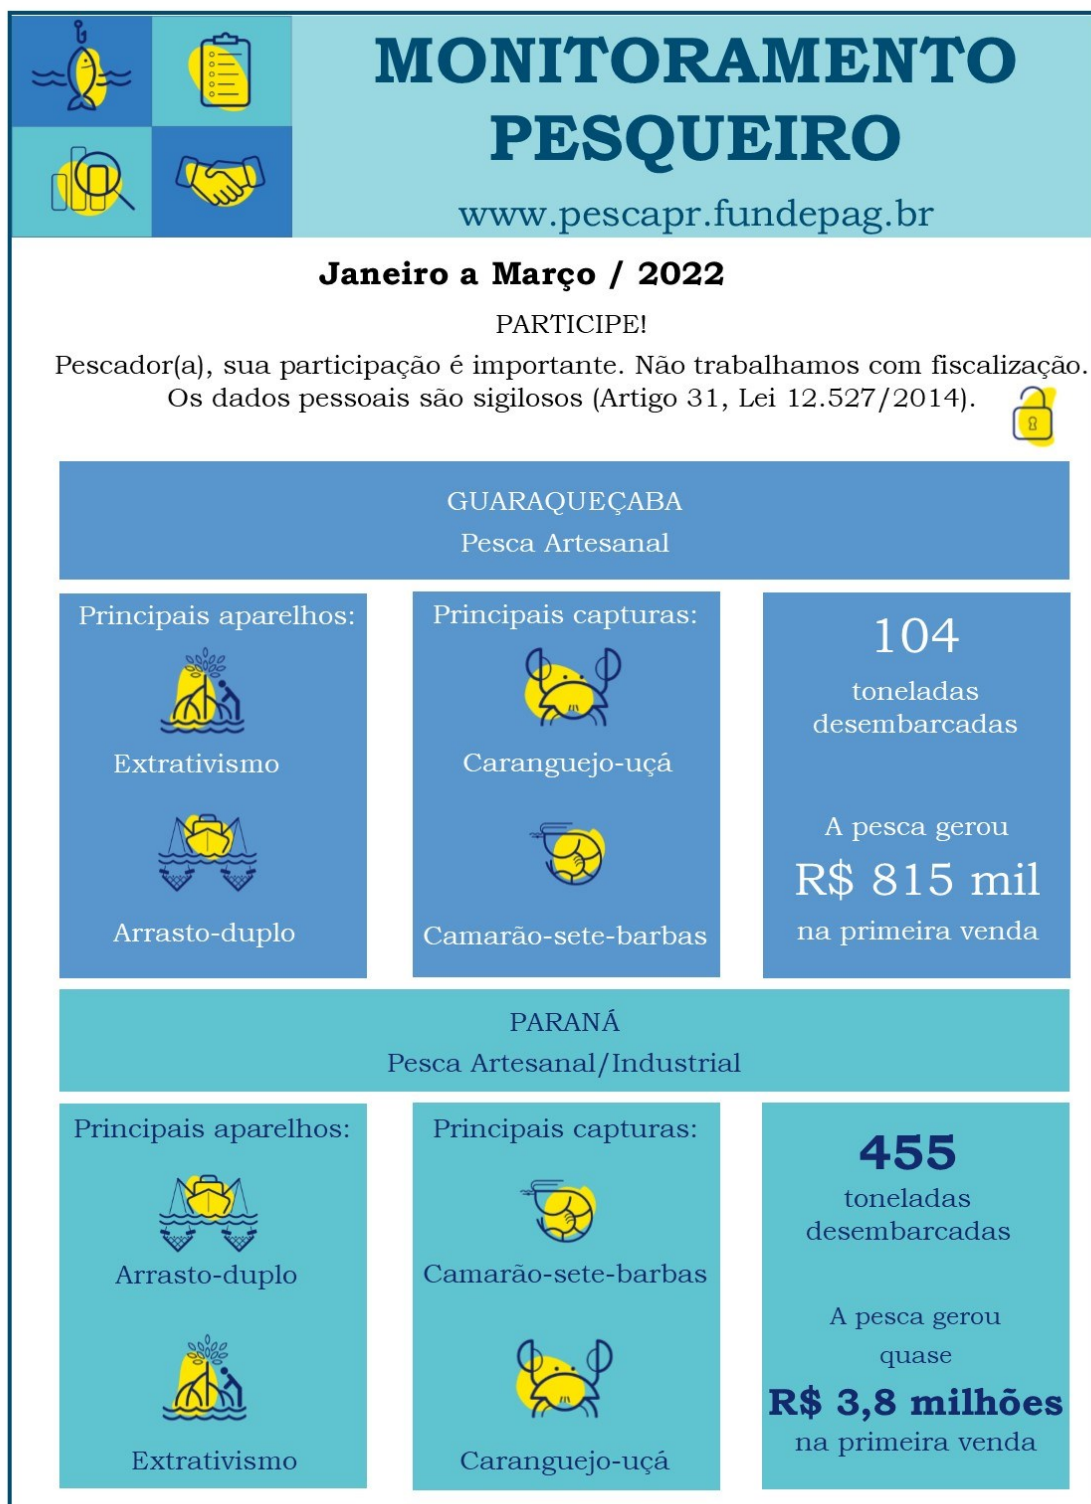 MONITORAMENTO
PESQUEIRO
www.pescapr.fundepag.br
Janeiro a Março / 2022
PARTICIPE!
Pescador(a), sua participação é importante. Não trabalhamos com fiscalização.
Os dados pessoais são sigilosos (Artigo 31, Lei 12.527/2014).
GUARAQUEÇABA
Pesca Artesanal
Principais aparelhos:
Extrativismo
Arrasto-duplo
Principais capturas:
Caranguejo-uçá
Camarão-sete-barbas
104
toneladas
desembarcadas
A pesca gerou
R$ 815 mil
na primeira venda
PARANÁ
Pesca Artesanal/Industrial
Principais aparelhos:
Arrasto-duplo
Extrativismo
Principais capturas:
Camarão-sete-barbas
Caranguejo-uçá
455
toneladas
desembarcadas
A pesca gerou
quase
R$ 3,8 milhões
na primeira venda